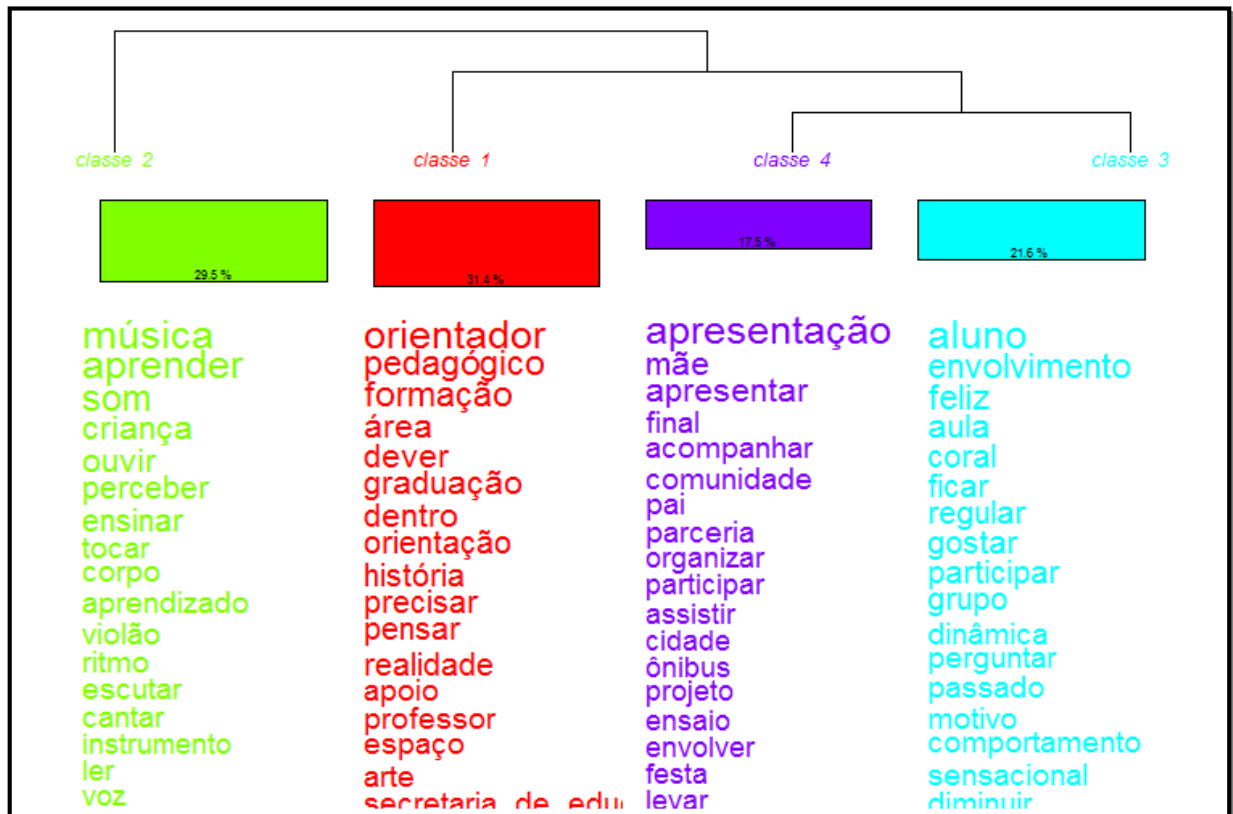 classe 2
classe 1
classe 4
classe 3
29.5 %
31.4 %
17.5 %
21.6 %
música
aprender
som
criança
ouvir
perceber
ensinar
tocar
corpo
aprendizado
violão
ritmo
escutar
cantar
instrumento
ler
voz
orientador
pedagógico
formação
área
dever
graduação
dentro
orientação
história
precisar
pensar
realidade
apoio
professor
espaço
arte
secretaria_de_edu
apresentação
mãe
apresentar
final
acompanhar
comunidade
pai
parceria
organizar
participar
assistir
cidade
ônibus
projeto
ensaio
envolver
festa
levar
aluno
envolvimento
feliz
aula
coral
ficar
regular
gostar
participar
grupo
dinâmica
perguntar
passado
motivo
comportamento
sensacional
diminuir